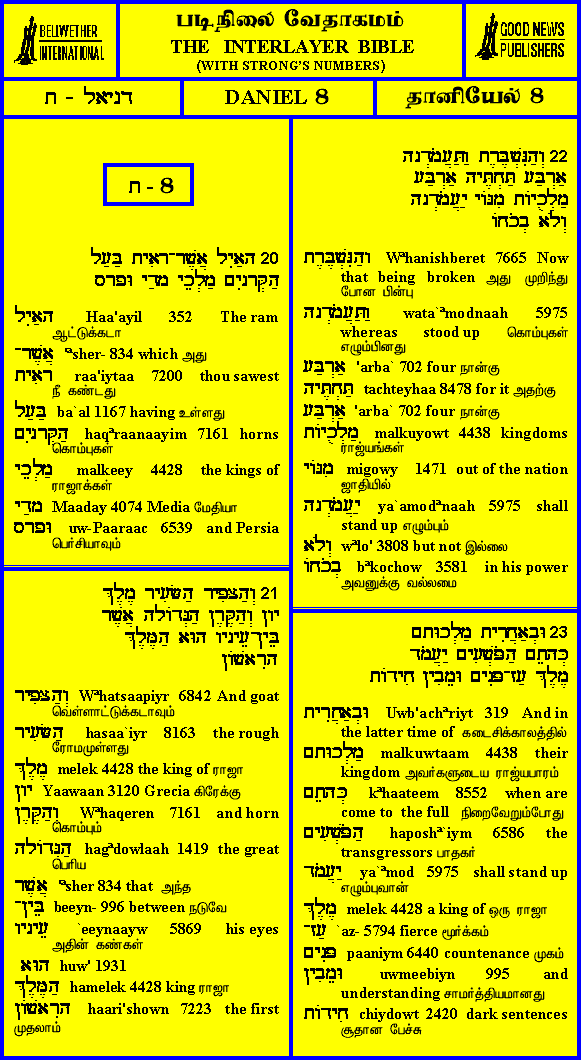 BELLWETHER
INTERNATIONAL
படிநிலை வேதாகமம்
THE INTERLAYER BIBLE
(WITH STRONG'S NUMBERS)
GOOD NEWS
PUBLISHERS
דניאל - ח
DANIEL 8
தானியேல் 8
ח - 8
20 הָאַיִל אֲשֶׁר־רָאִיתָ בַּעַל
הַקְּרָנָיִם מַלְכֵי מָדַי וּפָרָס
הָאַיִל Haa'ayil 352 The ram
ஆட்டுக்கடா
אֲשֶׁר־ ªsher- 834 which அது
רָאִיתָ raa'iytaa 7200 thou sawest
நீ கண்டது
בַּעַל ba`al 1167 having உள்ளது
הַקְּרָנַיִם haqªraanaayim 7161 horns
கொம்புகள்
מַלְכֵי malkeey 4428 the kings of
ராஜாக்கள்
מָדַי Maaday 4074 Media மேதியா
וּפָרָס uw-Paaraac 6539 and Persia
பெர்சியாவும்
21 וְהַצָּפִיר הַשָּׂעִיר מֶלֶךְ
יָוָן וְהַקֶּרֶן הַגְּדוֹלָה אֲשֶׁר
בֵּין־עֵינָיו הוּא הַמֶּלֶךְ
הָרִאשׁוֹן
וְהַצָּפִיר Wªhatsaapiyr 6842 And goat
வெள்ளாட்டுக்கடாவும்
הַשָּׂעִיר hasaa`iyr 8163 the rough
ரோமமுள்ளது
מֶלֶךְ melek 4428 the king of ராஜா
יָוָן Yaawaan 3120 Grecia கிரேக்கு
וְהַקֶּרֶן Wªhaqeren 7161 and horn
கொம்பும்
הַגְּדוֹלָה hagªdowlaah 1419 the great
பெரிய
אֲשֶׁר ªsher 834 that அந்த
בֵּין־ beeyn- 996 between நடுவே
עֵינָיו `eeynaayw 5869 his eyes
அதின் கண்கள்
הוּא huw' 1931
הַמֶּלֶךְ hamelek 4428 king ராஜா
הָרִאשׁוֹן haari'shown 7223 the first
முதலாம்
22 וְהַנִּשְׁבֶּרֶת וַתַּעֲמֹדְנָה
אַרְבַּע תַּחְתֶּיהָ אַרְבַּע
מַלְכֻיוֹת מִגּוֹי יַעֲמֹדְנָה
וְלֹא בְכֹחוֹ
וְהַנִּשְׁבֶּרֶת Wªhanishberet 7665 Now
that being broken அது முறிந்து
போன பின்பு
וַתַּעֲמֹדְנָה wata`ªmodnaah 5975
whereas stood up கொம்புகள்
எழும்பினது
אַרְבַּע 'arba` 702 four நான்கு
תַּחְתֶּיהָ tachteyhaa 8478 for it அதற்கு
אַרְבַּע 'arba` 702 four நான்கு
מַלְכֻיוֹת malkuyowt 4438 kingdoms
ராஜ்யங்கள்
מִגּוֹי migowy 1471 out of the nation
ஜாதியில்
יַעֲמֹדְנָה ya`amodªnaah 5975 shall
stand up எழும்பும்
וְלֹא wªlo' 3808 but not இல்லை
בְכֹחוֹ bªkochow 3581 in his power
அவனுக்கு வல்லமை
23 וּבְאַחֲרִית מַלְכוּתָם
כְּהָתֵם הַפֹּשְׁעִים יַעֲמֹד
מֶלֶךְ עַז־פָּנִים וּמֵבִין חִידוֹת
וּבְאַחֲרִית Uwb'achªriyt 319 And in
the latter time of கடைசிக்காலத்தில்
מַלְכוּתָם malkuwtaam 4438 their
kingdom அவர்களுடைய ராஜ்யபாரம்
כְּהָתֵם kªhaateem 8552 when are
come to the full நிறைவேறும்போது
הַפֹּשְׁעִים haposhª`iym 6586 the
transgressors பாதகர்
יַעֲמֹד ya`ªmod 5975 shall stand up
எழும்புவான்
מֶלֶךְ melek 4428 a king of ஒரு ராஜா
עַז־ `az- 5794 fierce மூர்க்கம்
פָּנִים paaniym 6440 countenance முகம்
וּמֵבִין uwmeebiyn 995 and
understanding சாமர்த்தியமானது
חִידוֹת chiydowt 2420 dark sentences
சூதான பேச்சு